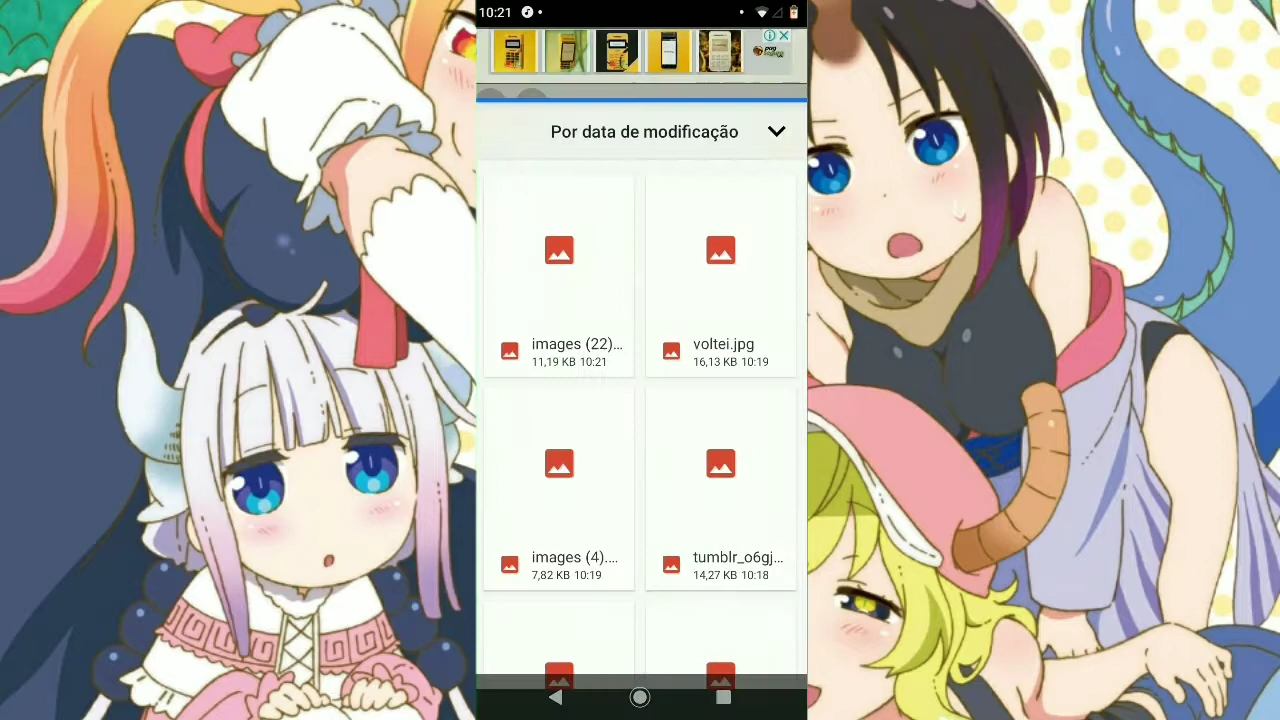 10:21
Por data de modificação
images (22)...
11,19 KB 10:21
voltei.jpg
16,13 KB 10:19
images (4)....
7,82 KB 10:19
tumblr_o6gj...
14,27 KB 10:18